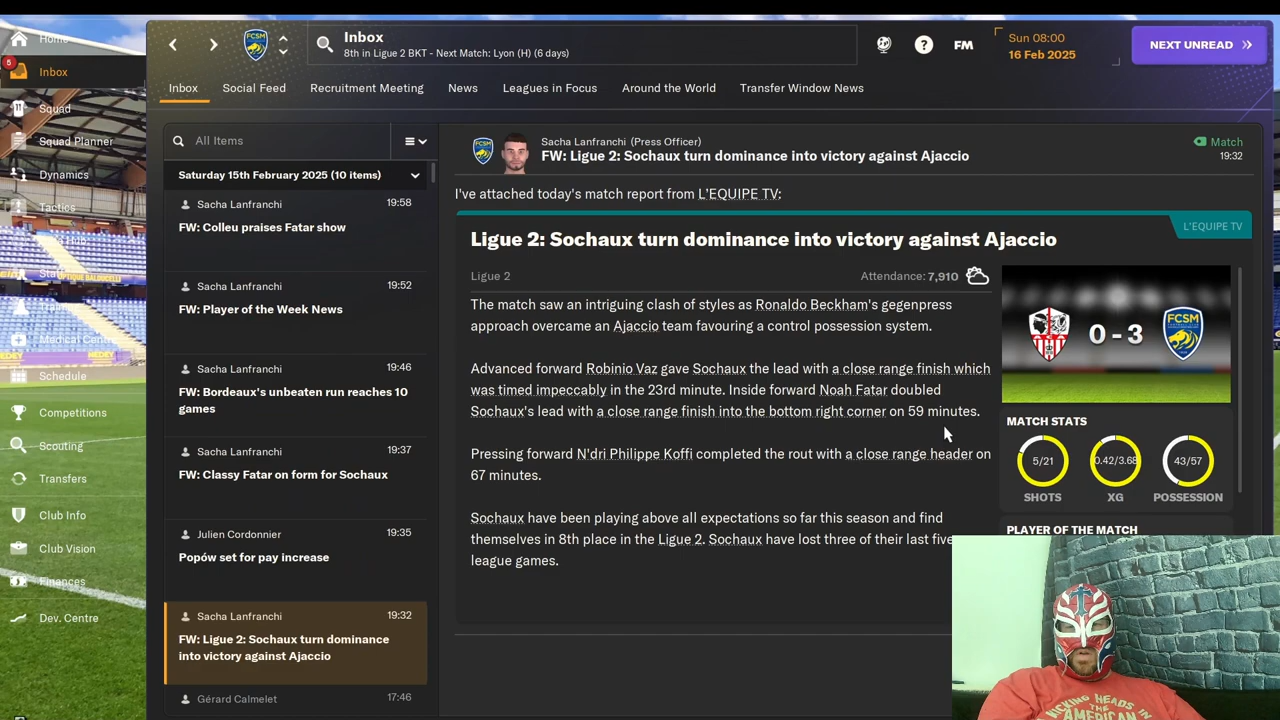 Home
Inbox
8th in Ligue 2 BKT - Next Match: Lyon (H) (6 days)
?
FM
Sun 08:00
16 Feb 2025
NEXT UNREAD
6
Inbox
Squad
Squad Planner
Dynamics
Tactics
Medical Centre
Schedule
Competitions
Scouting
Transfers
Club Info
Club Vision
Finances
Dev. Centre
Inbox
Social Feed
Recruitment Meeting
News
Leagues in Focus
Around the World
Transfer Window News
All Items
Saturday 15th February 2025 (10 items)
Sacha Lanfranchi 19:58
FW: Colleu praises Fatar show
Sacha Lanfranchi 19:52
FW: Player of the Week News
Sacha Lanfranchi 19:46
FW: Bordeaux's unbeaten run reaches 10
games
Sacha Lanfranchi 19:37
FW: Classy Fatar on form for Sochaux
Julien Cordonnier 19:35
Popów set for pay increase
Sacha Lanfranchi 19:32
FW: Ligue 2: Sochaux turn dominance
into victory against Ajaccio
Gérard Calmelet 17:46
Sacha Lanfranchi (Press Officer)
FW: Ligue 2: Sochaux turn dominance into victory against Ajaccio
Match
19:32
I've attached today's match report from L'EQUIPE TV:
L'EQUIPE TV
Ligue 2: Sochaux turn dominance into victory against Ajaccio
Ligue 2
Attendance: 7,910
The match saw an intriguing clash of styles as Ronaldo Beckham's gegenpress
approach overcame an Ajaccio team favouring a control possession system.
Advanced forward Robinio Vaz gave Sochaux the lead with a close range finish which
was timed impeccably in the 23rd minute. Inside forward Noah Fatar doubled
Sochaux's lead with a close range finish into the bottom right corner on 59 minutes.
Pressing forward N'dri Philippe Koffi completed the rout with a close range header on
67 minutes.
Sochaux have been playing above all expectations so far this season and find
themselves in 8th place in the Ligue 2. Sochaux have lost three of their last five
league games.
FCSM
0 - 3
MATCH STATS
5/21
0.42/3.68
43/57
SHOTS
XG
POSSESSION
PLAYER OF THE MATCH
KICKING HEADS IN
THE
AMERICAN